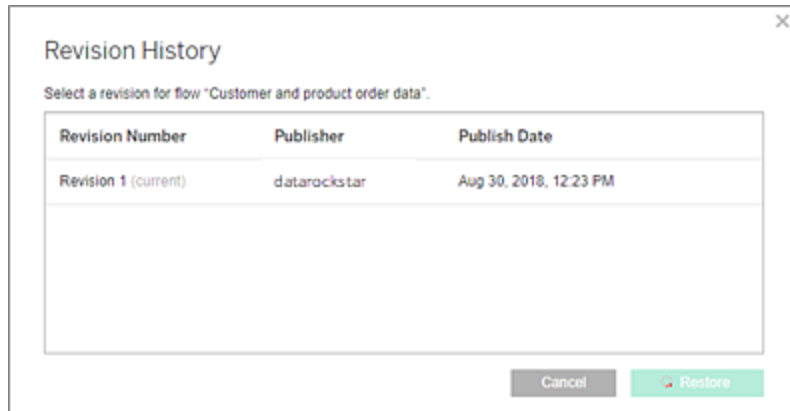 Revision History
Select a revision for flow "Customer and product order data".
Revision Number Publisher Publish Date
Revision 1 (current) datarockstar Aug 30, 2018, 12:23 PM
Cancel Restore